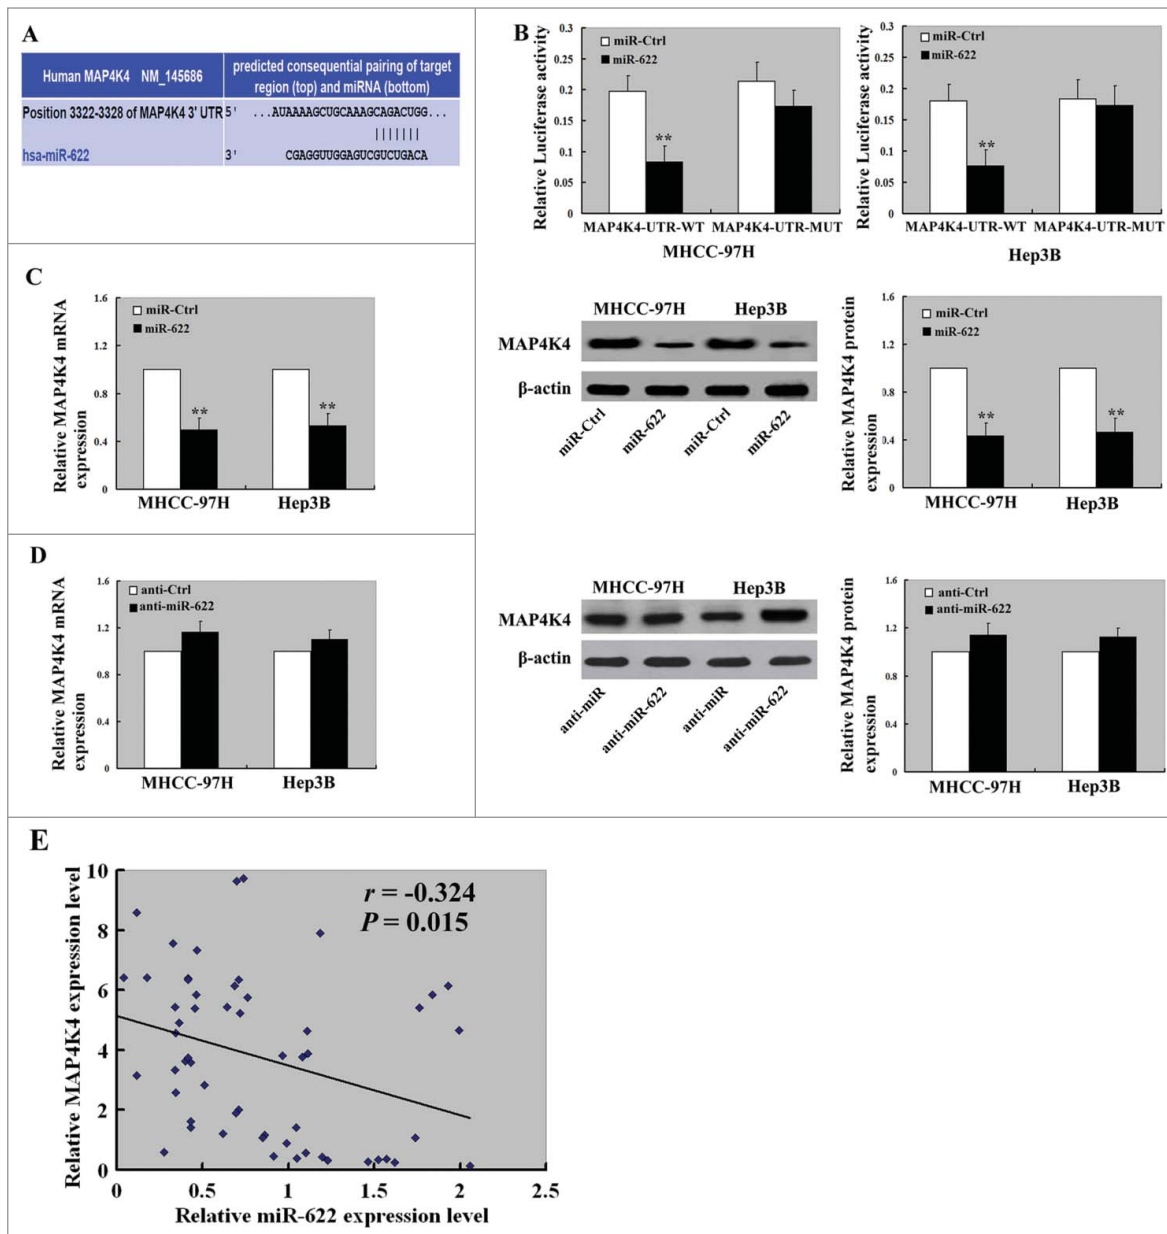 A
Human MAP4K4 NM_145686
predicted consequential pairing of target
region (top) and miRNA (bottom)
Position 3322-3328 of MAP4K4 3' UTR 5' ...AUAAAAGCUGCAAAGCAGACUGG...
hsa-miR-622 3' CGAGGUUGGAGUCGUCUGACA
B
Relative Luciferase activity
0.3
0.25
0.2
0.15
0.1
0.05
0
miR-Ctrl
miR-622
**
MAP4K4-UTR-WT MAP4K4-UTR-MUT
MHCC-97H
Relative Luciferase activity
0.3
0.25
0.2
0.15
0.1
0.05
0
miR-Ctrl
miR-622
**
MAP4K4-UTR-WT MAP4K4-UTR-MUT
Hep3B
C
Relative MAP4K4 mRNA
expression
1.6
1.2
0.8
0.4
0
miR-Ctrl
miR-622
** **
MHCC-97H Hep3B
MHCC-97H Hep3B
MAP4K4
β-actin
miR-Ctrl miR-622 miR-Ctrl miR-622
Relative MAP4K4 protein
expression
1.6
1.2
0.8
0.4
0
miR-Ctrl
miR-622
** **
MHCC-97H Hep3B
D
Relative MAP4K4 mRNA
expression
1.6
1.2
0.8
0.4
0
anti-Ctrl
anti-miR-622
MHCC-97H Hep3B
MHCC-97H Hep3B
MAP4K4
β-actin
anti-miR anti-miR-622 anti-miR anti-miR-622
Relative MAP4K4 protein
expression
1.6
1.2
0.8
0.4
0
anti-Ctrl
anti-miR-622
MHCC-97H Hep3B
E
Relative MAP4K4 expression level
10
8
6
4
2
0
r = -0.324
P = 0.015
0 0.5 1 1.5 2 2.5
Relative miR-622 expression level